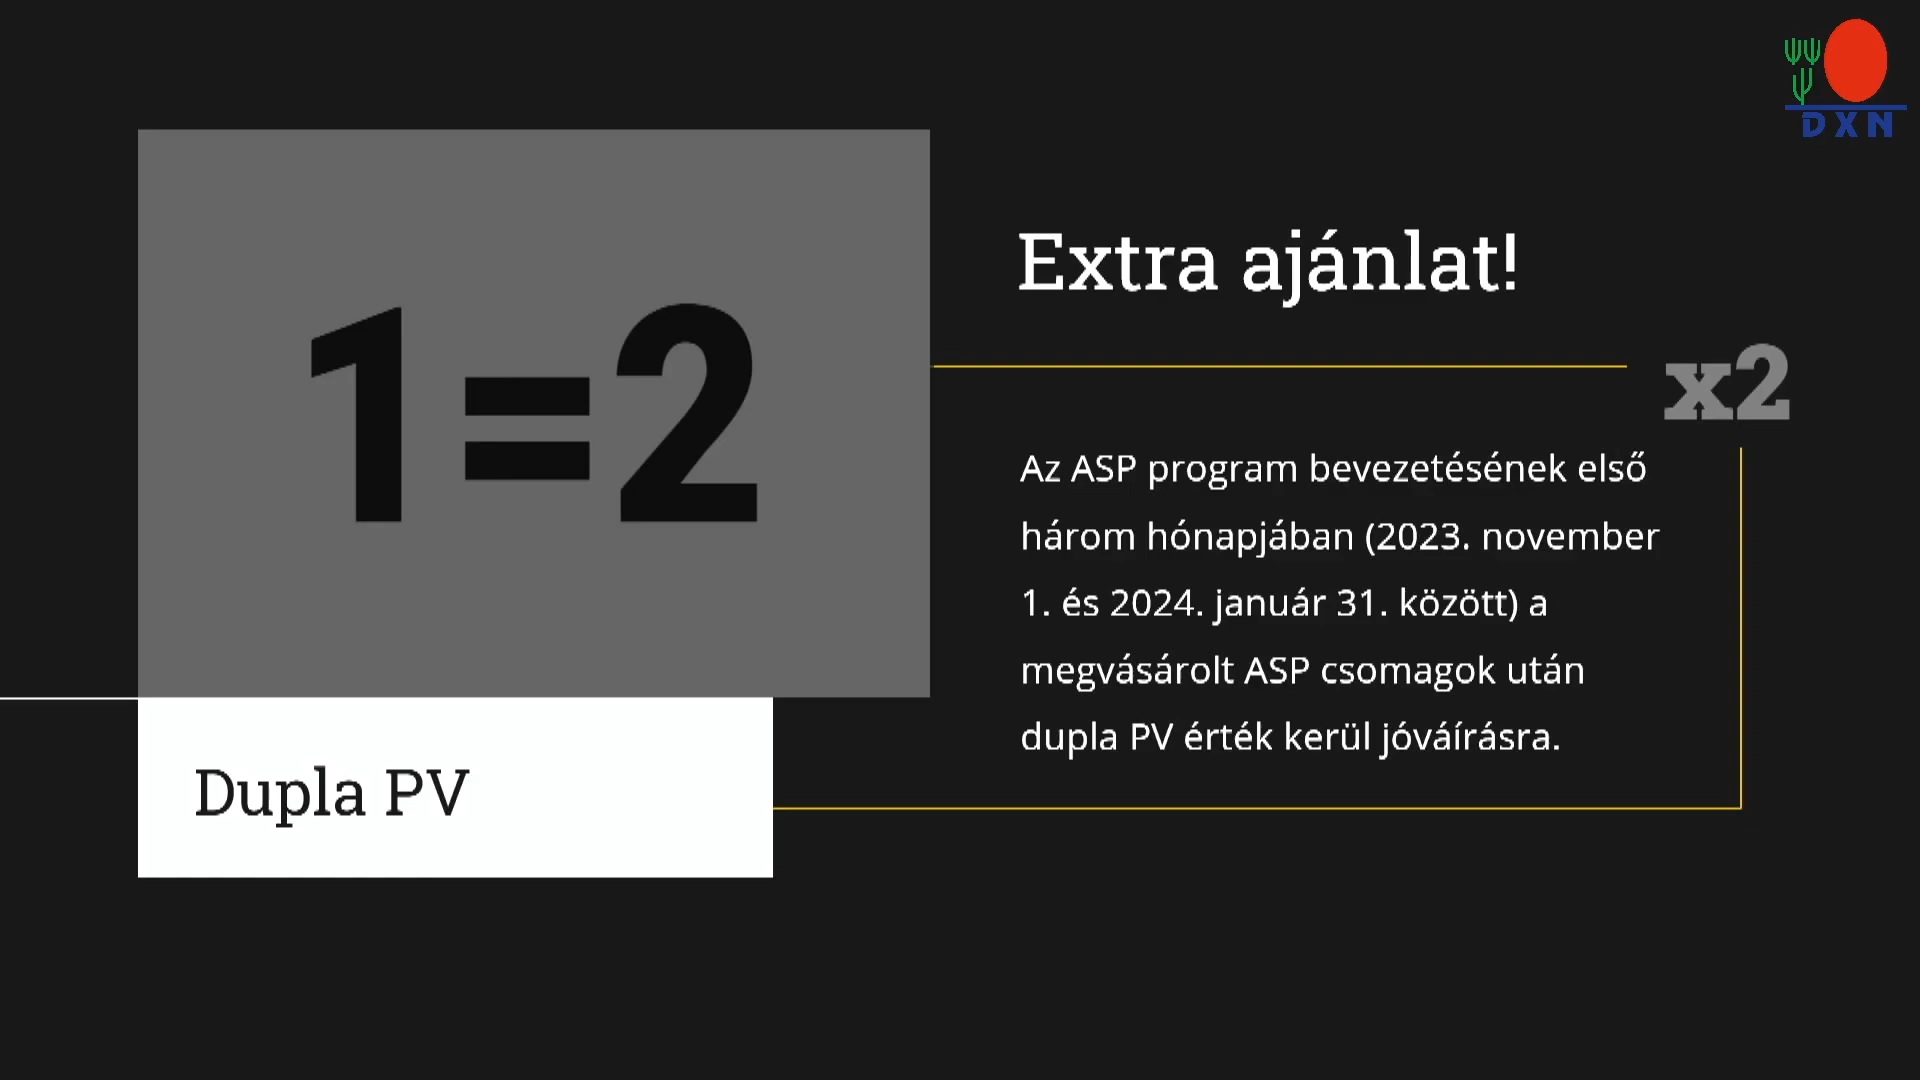 DXN
1=2
Extra ajánlat!
x2
Az ASP program bevezetésének első
három hónapjában (2023. november
1. és 2024. január 31. között) a
megvásárolt ASP csomagok után
dupla PV érték kerül jóváírásra.
Dupla PV